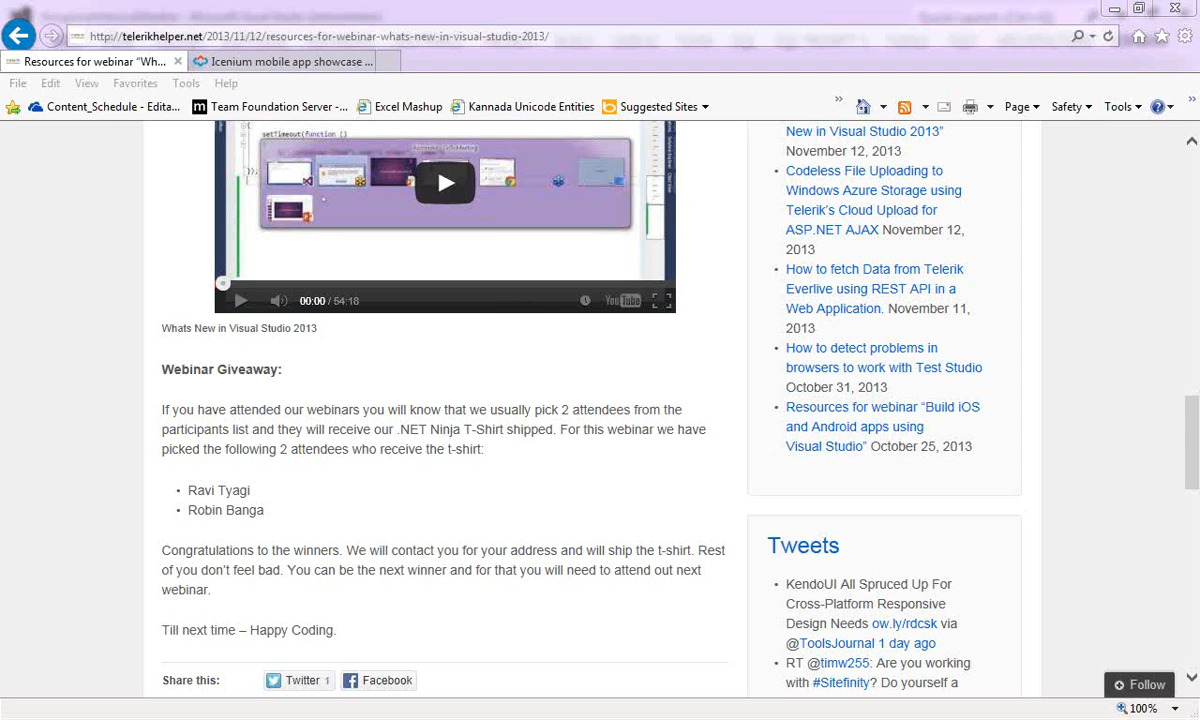 http://telerikhelper.net/2013/11/12/resources-for-webinar-whats-new-in-visual-studio-2013/
Resources for webinar “Wh...
Icenium mobile app showcase ...
File Edit View Favorites Tools Help
Content_Schedule - Edita... Team Foundation Server -... Excel Mashup Kannada Unicode Entities Suggested Sites
Page Safety Tools
setTimeout(function ()
00:00 / 54:18 YouTube
Whats New in Visual Studio 2013
Webinar Giveaway:
If you have attended our webinars you will know that we usually pick 2 attendees from the
participants list and they will receive our .NET Ninja T-Shirt shipped. For this webinar we have
picked the following 2 attendees who receive the t-shirt:
• Ravi Tyagi
• Robin Banga
Congratulations to the winners. We will contact you for your address and will ship the t-shirt. Rest
of you don’t feel bad. You can be the next winner and for that you will need to attend out next
webinar.
Till next time – Happy Coding.
Share this: Twitter 1 Facebook
New in Visual Studio 2013”
November 12, 2013
• Codeless File Uploading to
Windows Azure Storage using
Telerik’s Cloud Upload for
ASP.NET AJAX November 12,
2013
• How to fetch Data from Telerik
Everlive using REST API in a
Web Application. November 11,
2013
• How to detect problems in
browsers to work with Test Studio
October 31, 2013
• Resources for webinar “Build iOS
and Android apps using
Visual Studio” October 25, 2013
Tweets
• KendoUI All Spruced Up For
Cross-Platform Responsive
Design Needs ow.ly/rdcsk via
@ToolsJournal 1 day ago
• RT @timw255: Are you working
with #Sitefinity? Do yourself a
Follow
100%